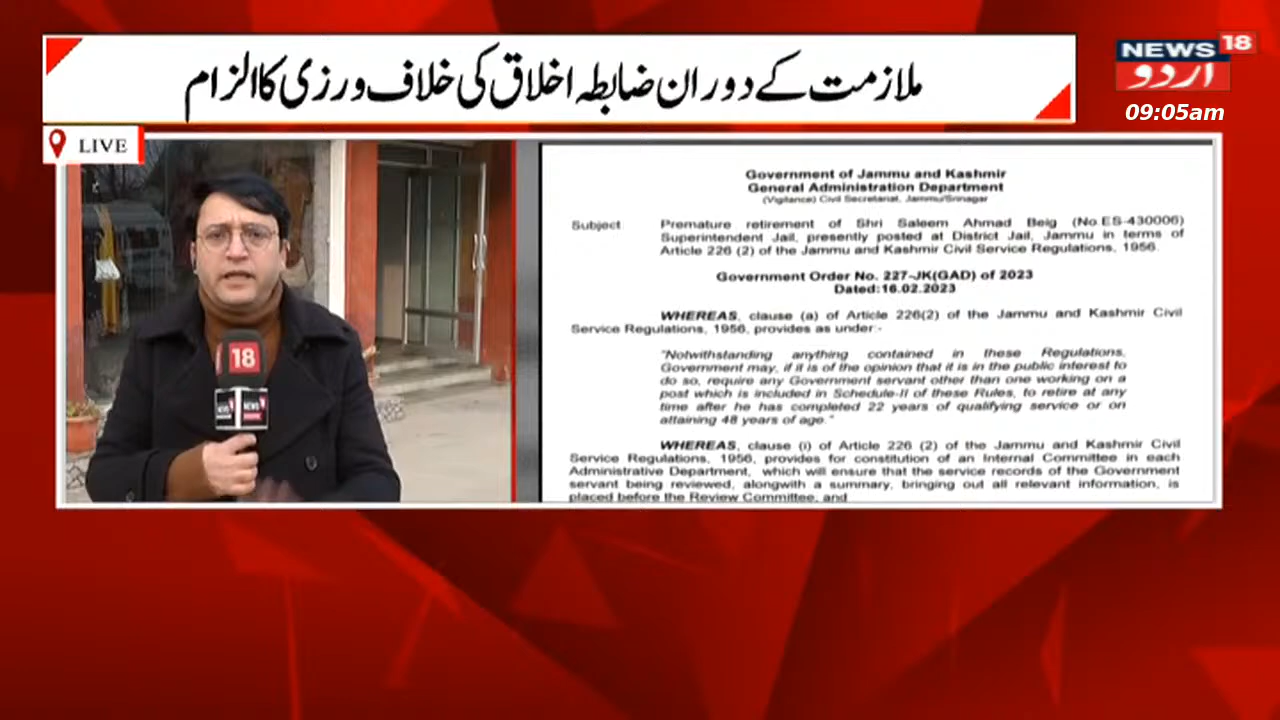 ملازمت کے دوران ضابطہ اخلاق کی خلاف ورزی کا الزام
NEWS 18
اردو
09:05am
LIVE
18
Government of Jammu and Kashmir
General Administration Department
(Vigilance) Civil Secretariat, Jammu/Srinagar
Subject Premature retirement of Shri Saleem Ahmad Beig (No.ES-430006)
Superintendent Jail, presently posted at District Jail, Jammu in terms of
Article 226 (2) of the Jammu and Kashmir Civil Service Regulations, 1956.
Government Order No. 227-JK(GAD) of 2023
Dated:16.02.2023
WHEREAS, clause (a) of Article 226(2) of the Jammu and Kashmir Civil
Service Regulations, 1956, provides as under:-
"Notwithstanding anything contained in these Regulations,
Government may, if it is of the opinion that it is in the public interest to
do so, require any Government servant other than one working on a
post which is included in Schedule-II of these Rules, to retire at any
time after he has completed 22 years of qualifying service or on
attaining 48 years of age."
WHEREAS, clause (i) of Article 226 (2) of the Jammu and Kashmir Civil
Service Regulations, 1956, provides for constitution of an Internal Committee in each
Administrative Department, which will ensure that the service records of the Government
servant being reviewed, alongwith a summary, bringing out all relevant information, is
placed before the Review Committee, and